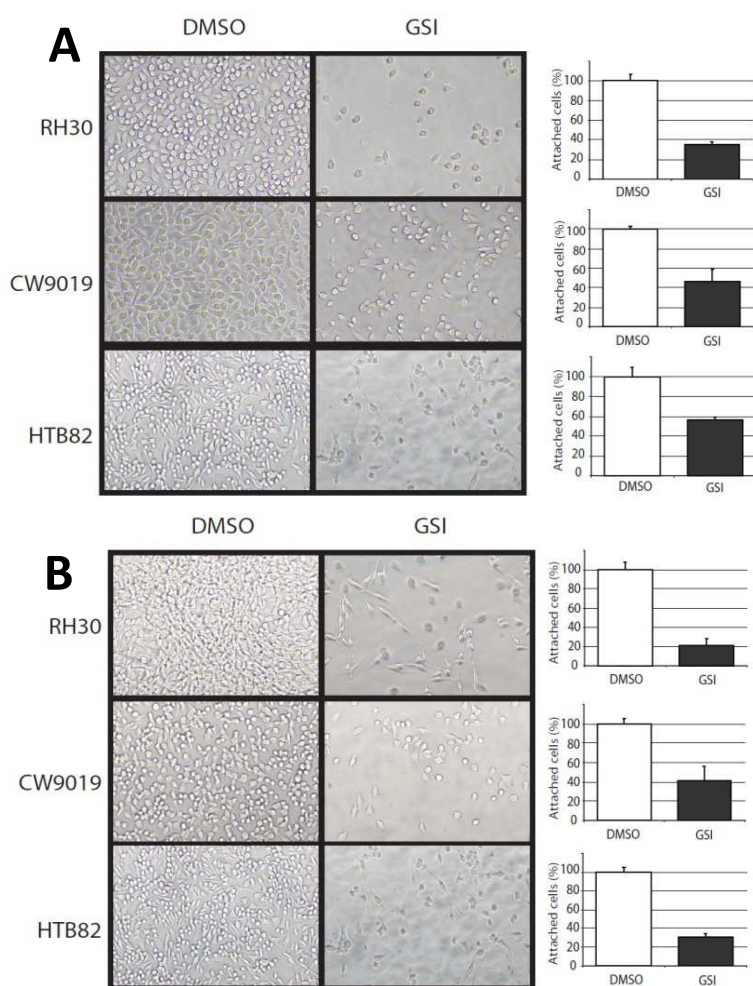 A
DMSO GSI
RH30
Attached cells (%)
100
80
60
40
20
0
DMSO GSI
CW9019
Attached cells (%)
100
80
60
40
20
0
DMSO GSI
HTB82
Attached cells (%)
100
80
60
40
20
0
DMSO GSI
B
DMSO GSI
RH30
Attached cells (%)
100
80
60
40
20
0
DMSO GSI
CW9019
Attached cells (%)
100
80
60
40
20
0
DMSO GSI
HTB82
Attached cells (%)
100
80
60
40
20
0
DMSO GSI